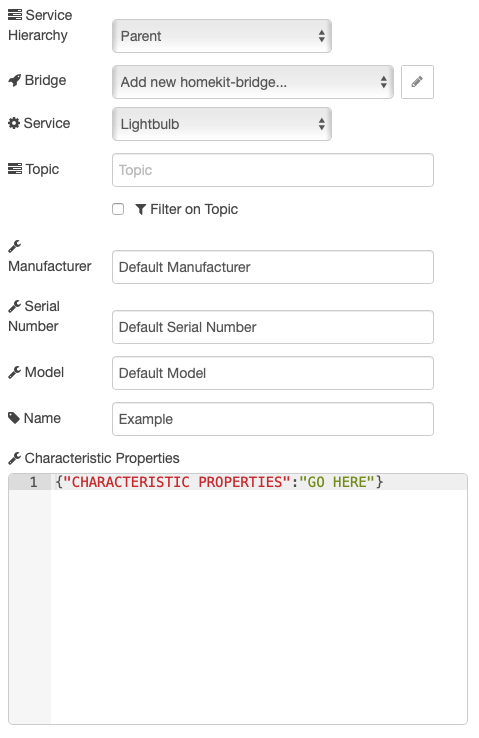 Service
Hierarchy
Parent
Bridge
Add new homekit-bridge...
Service
Lightbulb
Topic
Topic
Filter on Topic
Manufacturer
Default Manufacturer
Serial
Number
Default Serial Number
Model
Default Model
Name
Example
Characteristic Properties
1 {"CHARACTERISTIC PROPERTIES":"GO HERE"}